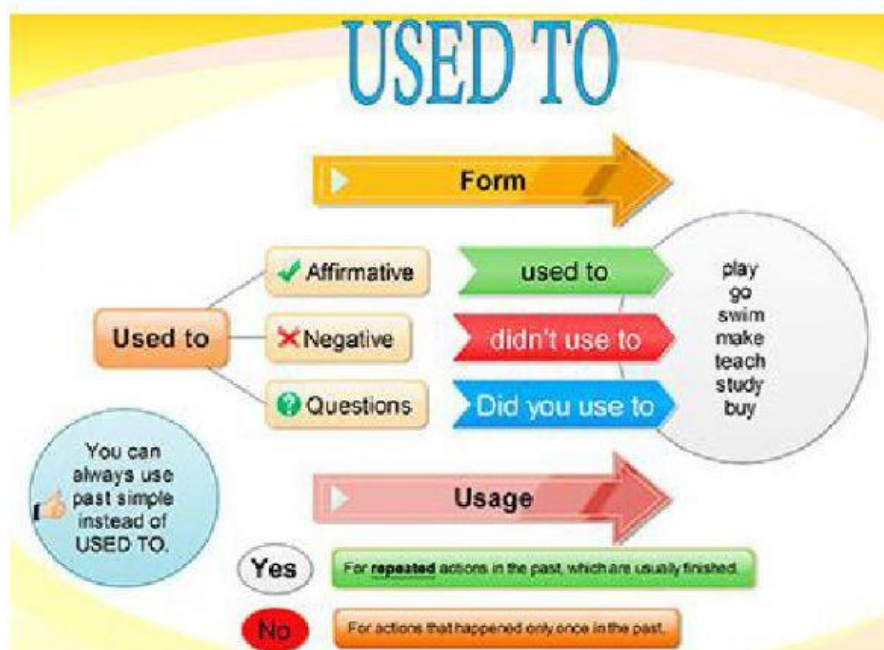 USED TO
Form
Used to
Affirmative
used to
Negative
didn't use to
Questions
Did you use to
play
go
swim
make
teach
study
buy
You can
always use
past simple
instead of
USED TO.
Usage
Yes
For repeated actions in the past, which are usually finished.
No
For actions that happened only once in the past.